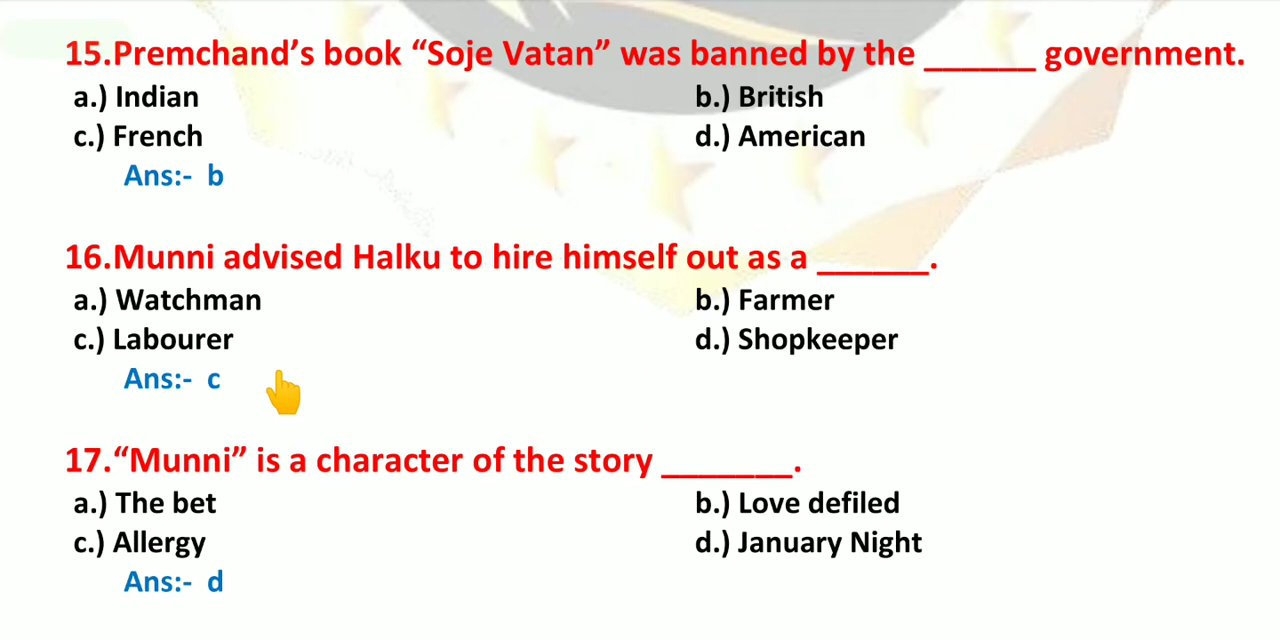 15.Premchand’s book “Soje Vatan” was banned by the ______ government.
a.) Indian b.) British
c.) French d.) American
Ans:- b
16.Munni advised Halku to hire himself out as a ______.
a.) Watchman b.) Farmer
c.) Labourer d.) Shopkeeper
Ans:- c
17.“Munni” is a character of the story _______.
a.) The bet b.) Love defiled
c.) Allergy d.) January Night
Ans:- d